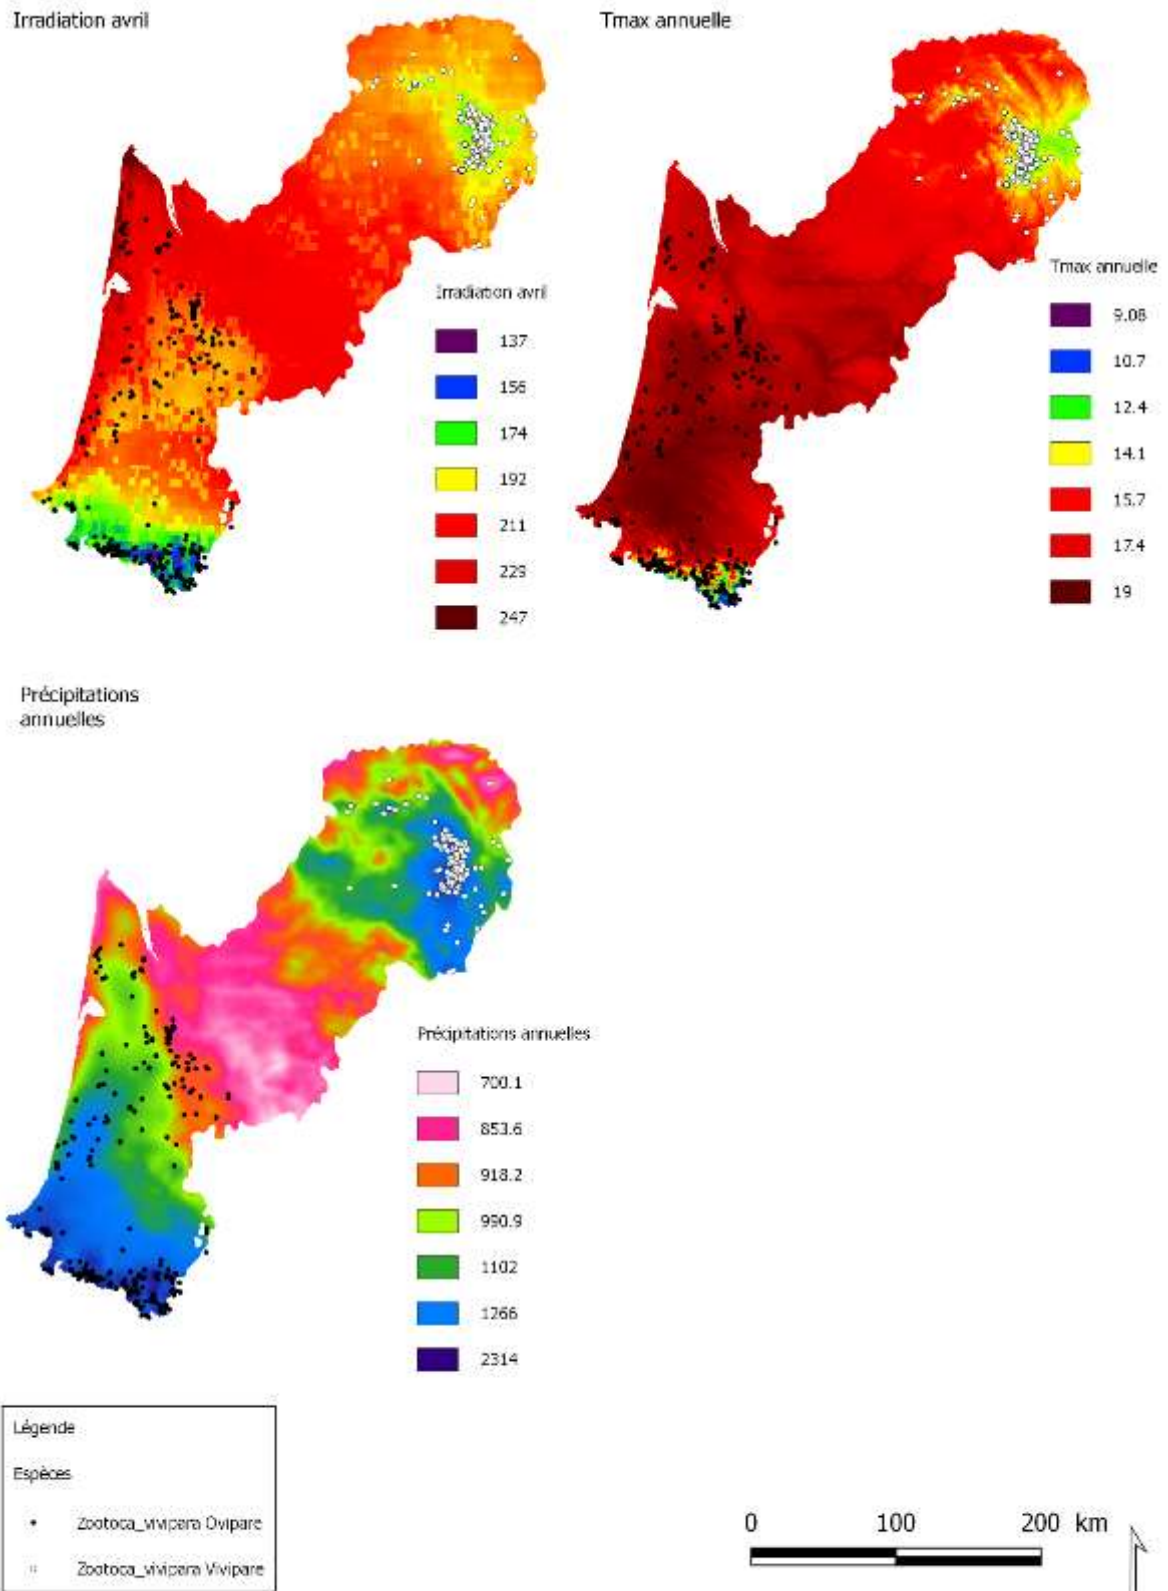 Irradiation avril
Tmax annuelle
Irradiation avril
137
156
174
192
211
229
247
Tmax annuelle
9.08
10.7
12.4
14.1
15.7
17.4
19
Précipitations
annuelles
Précipitations annuelles
700.1
853.6
918.2
990.9
1102
1266
2314
Légende
Espèces
Zootoca_vivipara Ovipare
Zootoca_vivipara Vivipare
0 100 200 km